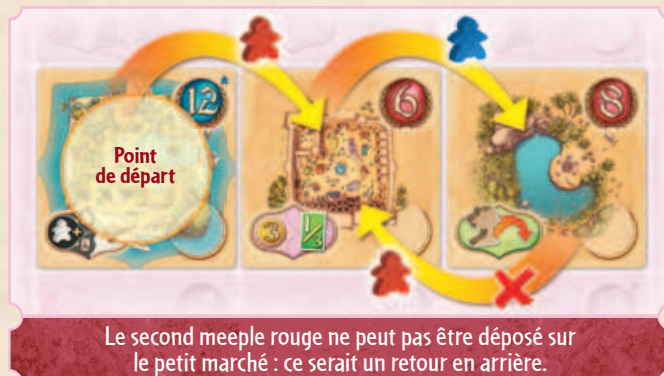 12
6
8
Point
de départ
3
1/3
Le second meeple rouge ne peut pas être déposé sur
le petit marché : ce serait un retour en arrière.